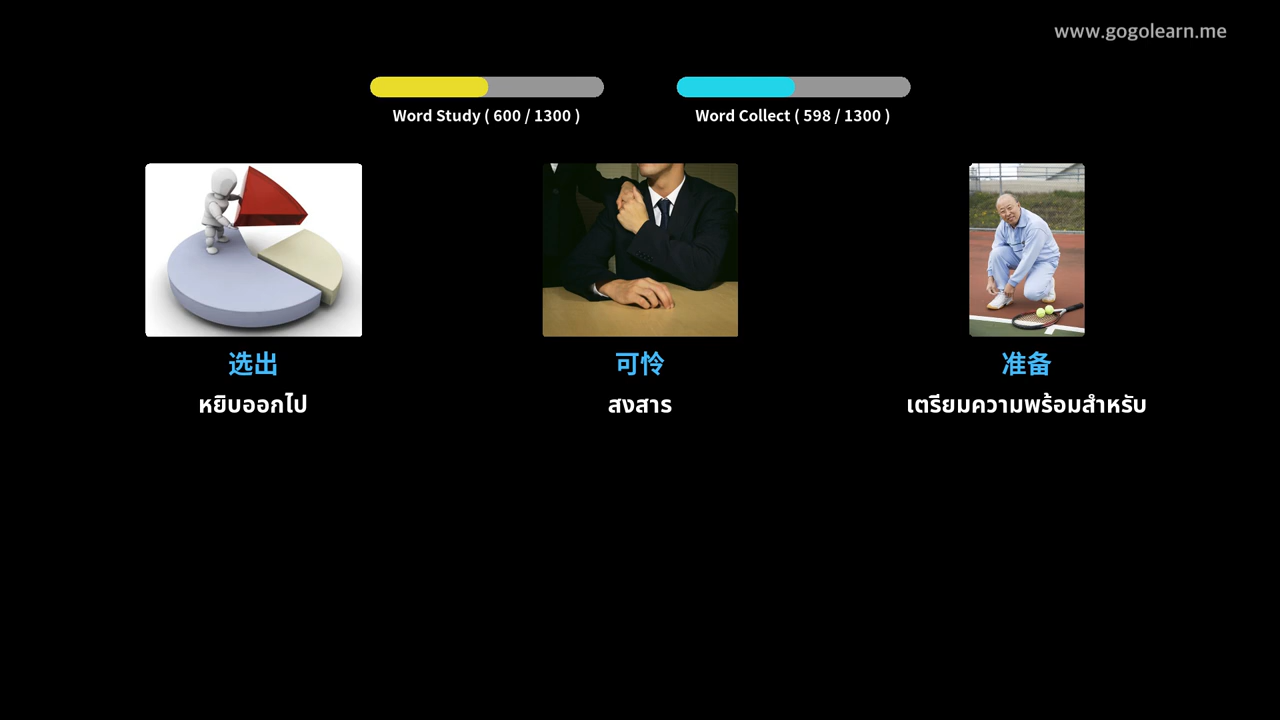 www.gogolearn.me
Word Study ( 600 / 1300 )
Word Collect ( 598 / 1300 )
选出
可怜
准备
หยิบออกไป
สงสาร
เตรียมความพร้อมสำหรับ